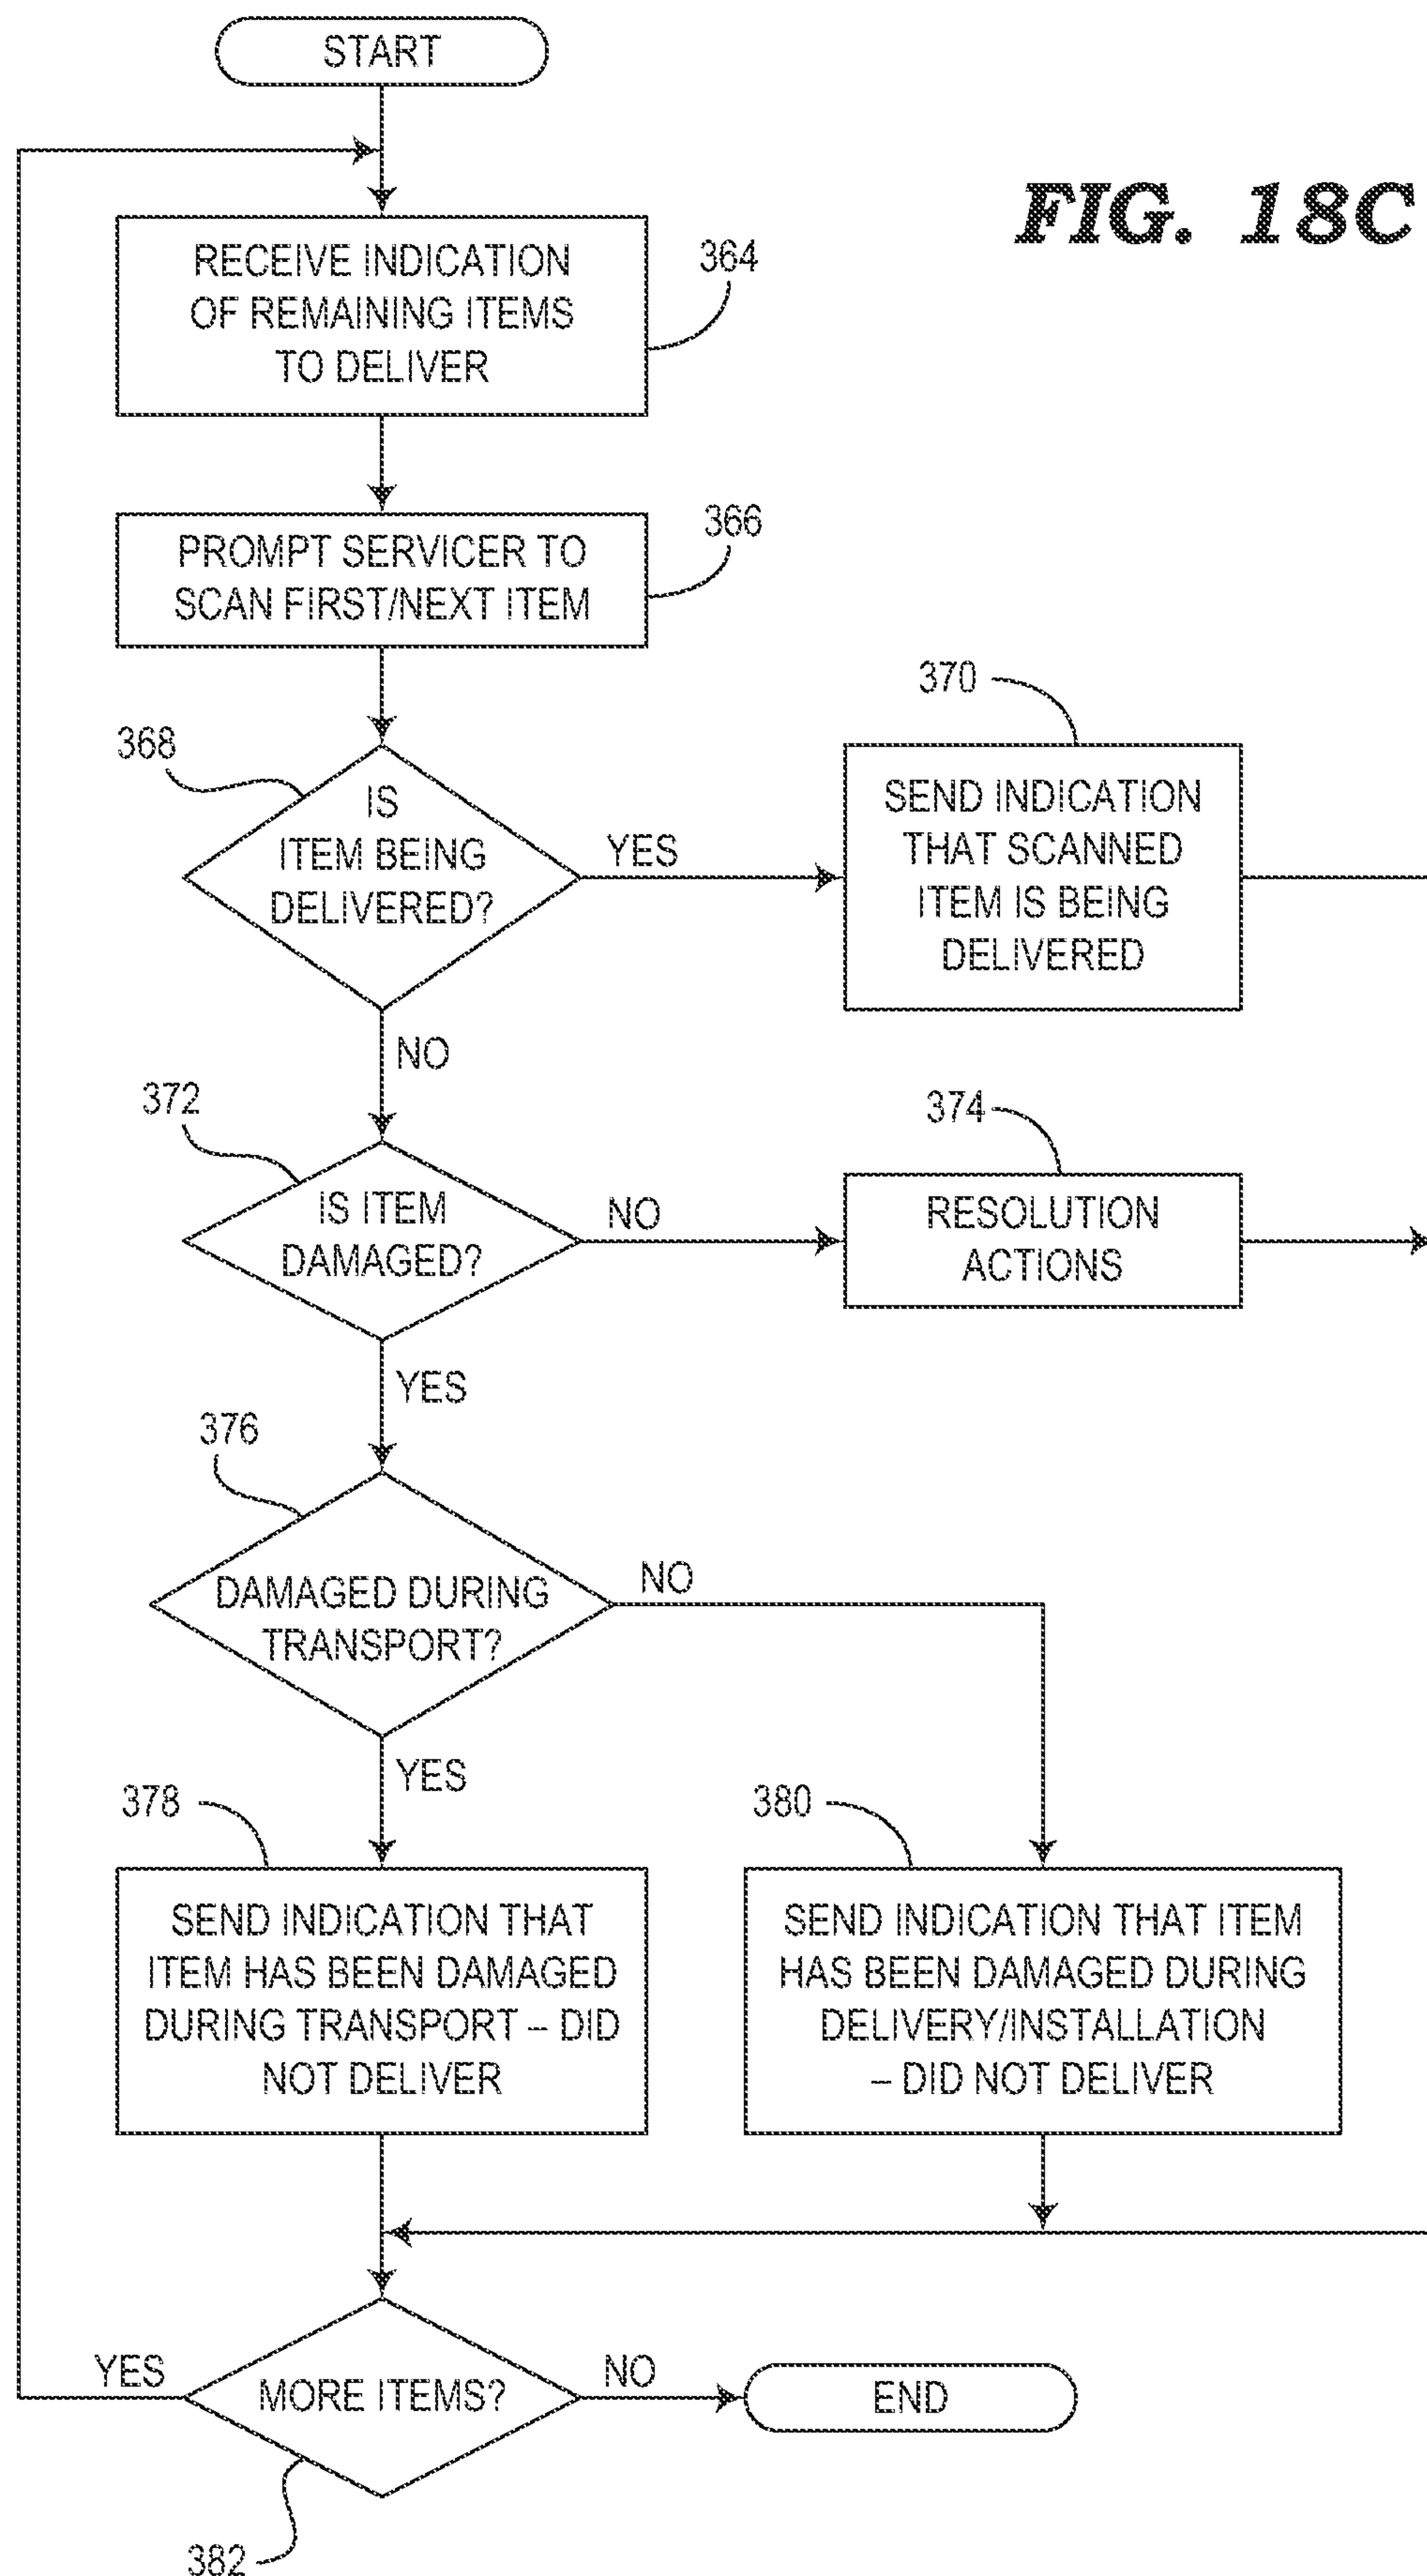 START
FIG. 18C
RECEIVE INDICATION
OF REMAINING ITEMS
TO DELIVER
364
PROMPT SERVICER TO
SCAN FIRST/NEXT ITEM
366
368
IS
ITEM BEING
DELIVERED?
YES
370
SEND INDICATION
THAT SCANNED
ITEM IS BEING
DELIVERED
NO
372
IS ITEM
DAMAGED?
NO
374
RESOLUTION
ACTIONS
YES
376
DAMAGED DURING
TRANSPORT?
NO
YES
378
SEND INDICATION THAT
ITEM HAS BEEN DAMAGED
DURING TRANSPORT – DID
NOT DELIVER
380
SEND INDICATION THAT ITEM
HAS BEEN DAMAGED DURING
DELIVERY/INSTALLATION
– DID NOT DELIVER
YES
MORE ITEMS?
NO
END
382